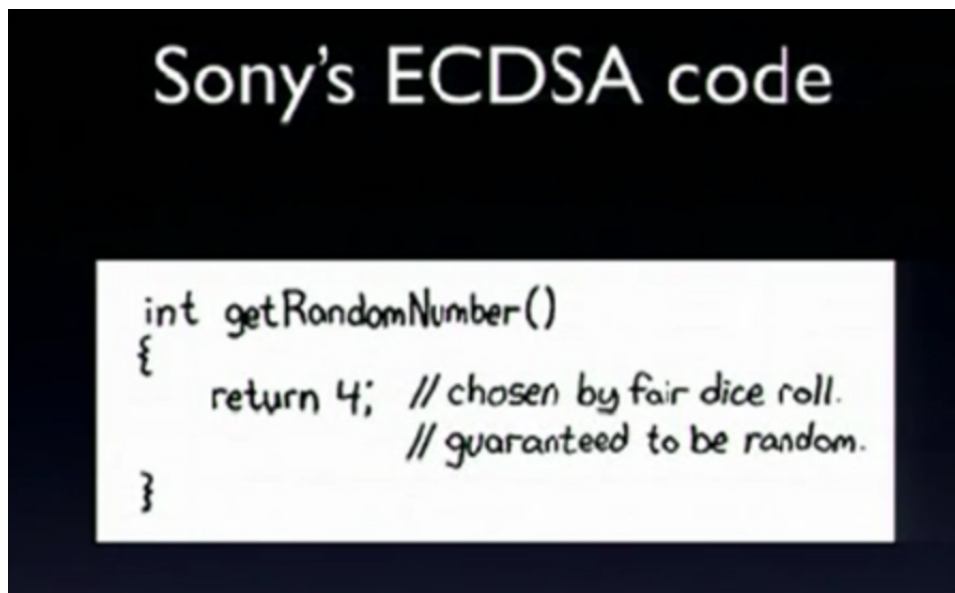 Sony's ECDSA code
int getRandomNumber()
{
return 4; // chosen by fair dice roll.
// guaranteed to be random.
}